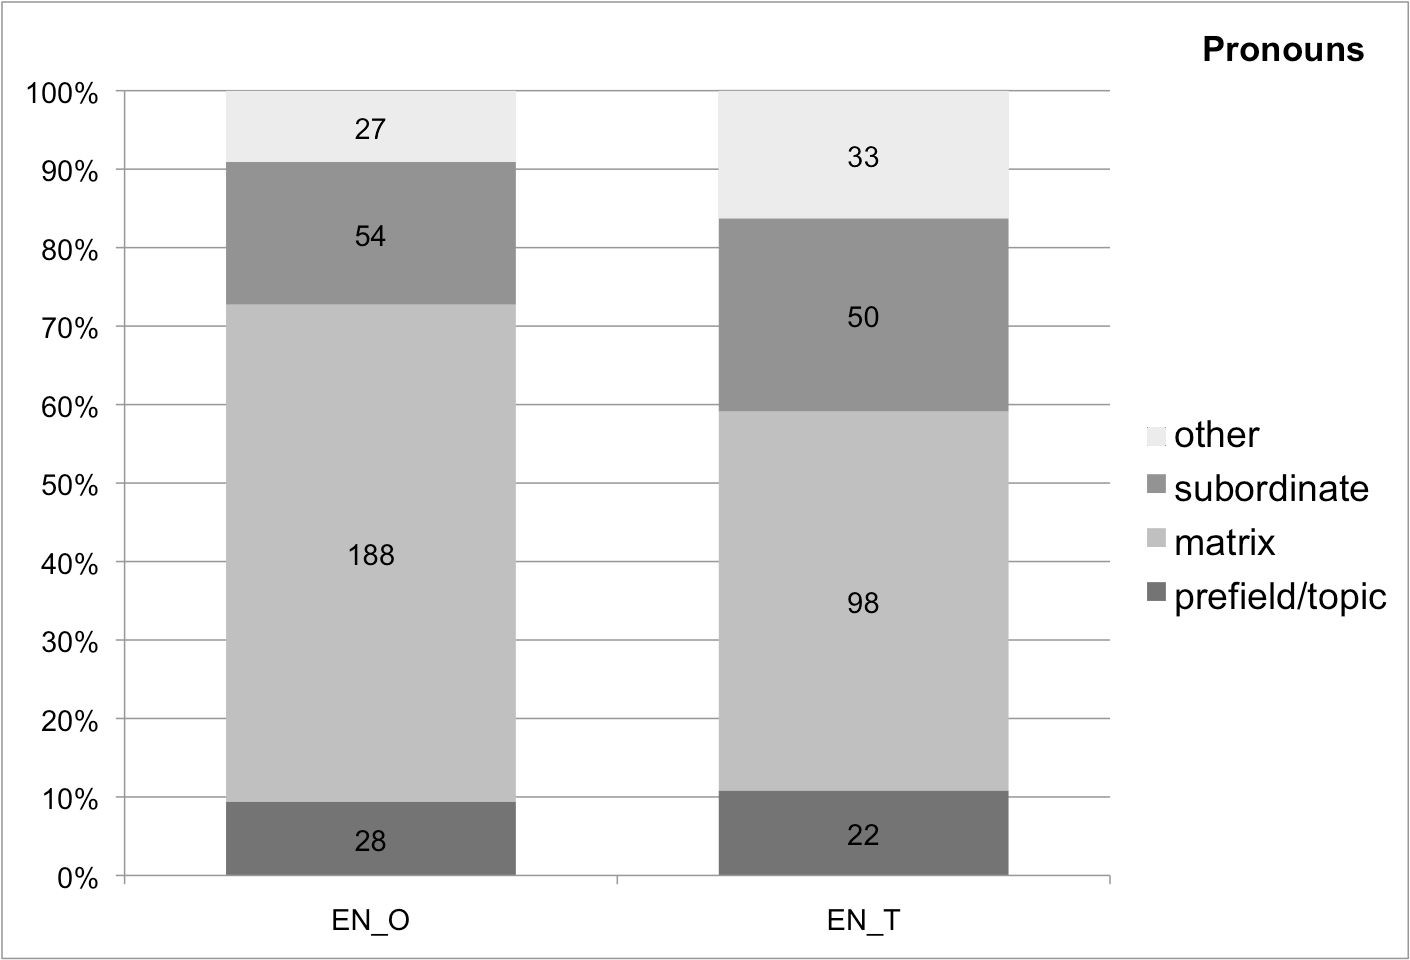 Pronouns
100%
90%
80%
70%
60%
50%
40%
30%
20%
10%
0%
27
54
188
28
33
50
98
22
EN_O
EN_T
other
subordinate
matrix
prefield/topic